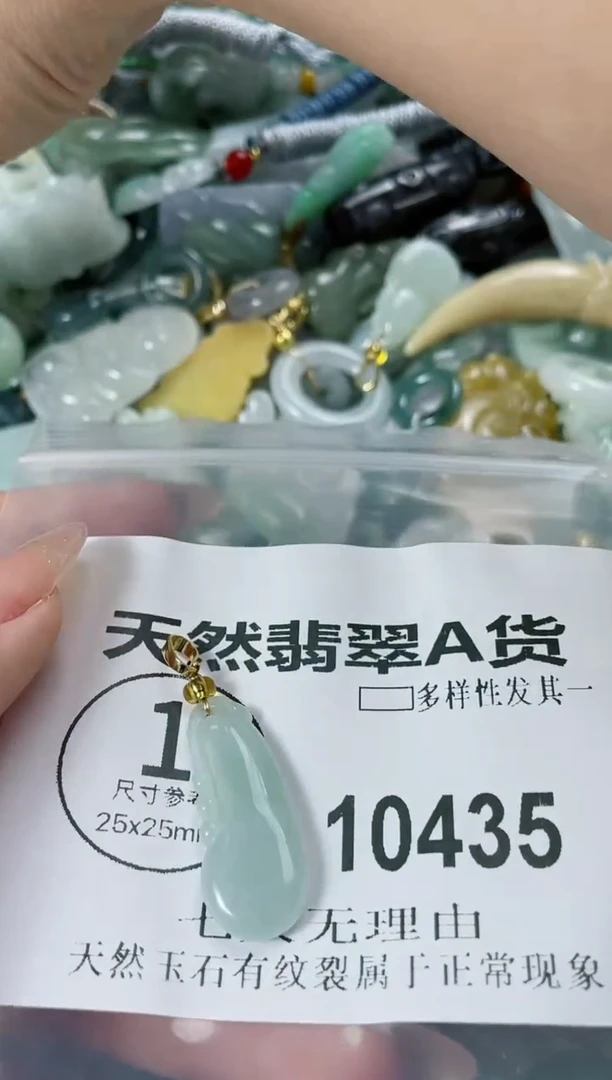 天然翡翠A货
多样性发其一
1
尺寸参
25x25m
10435
七 无理由
天然玉石有纹裂属于正常现象